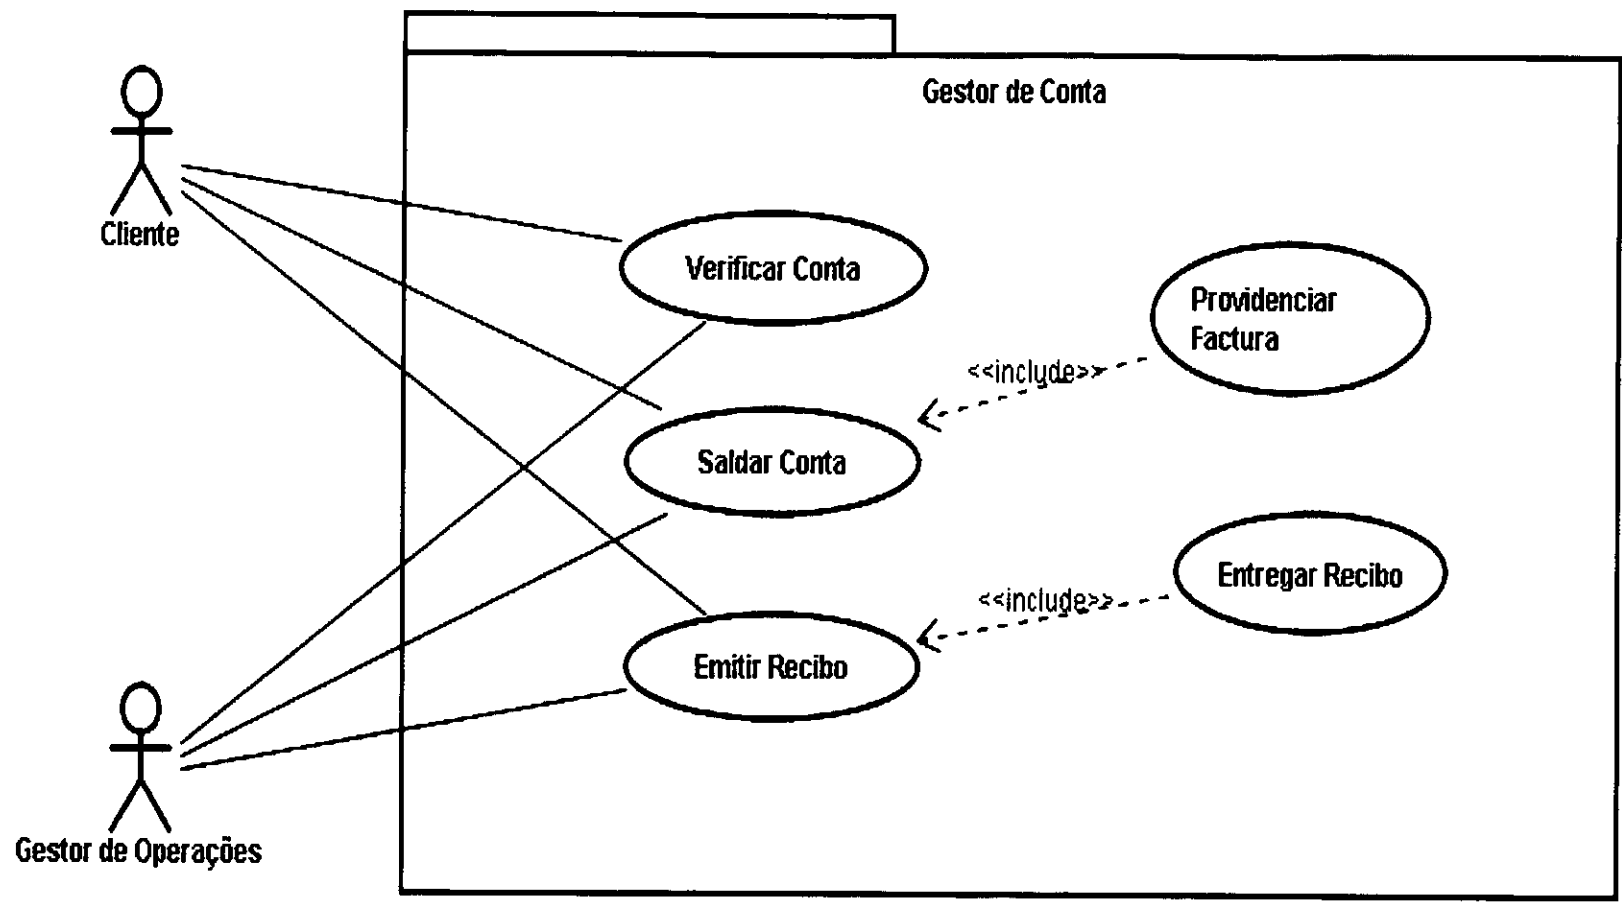 Gestor de Conta
Cliente
Verificar Conta
Providenciar
Factura
<<include>>
Saldar Conta
Entregar Recibo
<<include>>
Emitir Recibo
Gestor de Operações